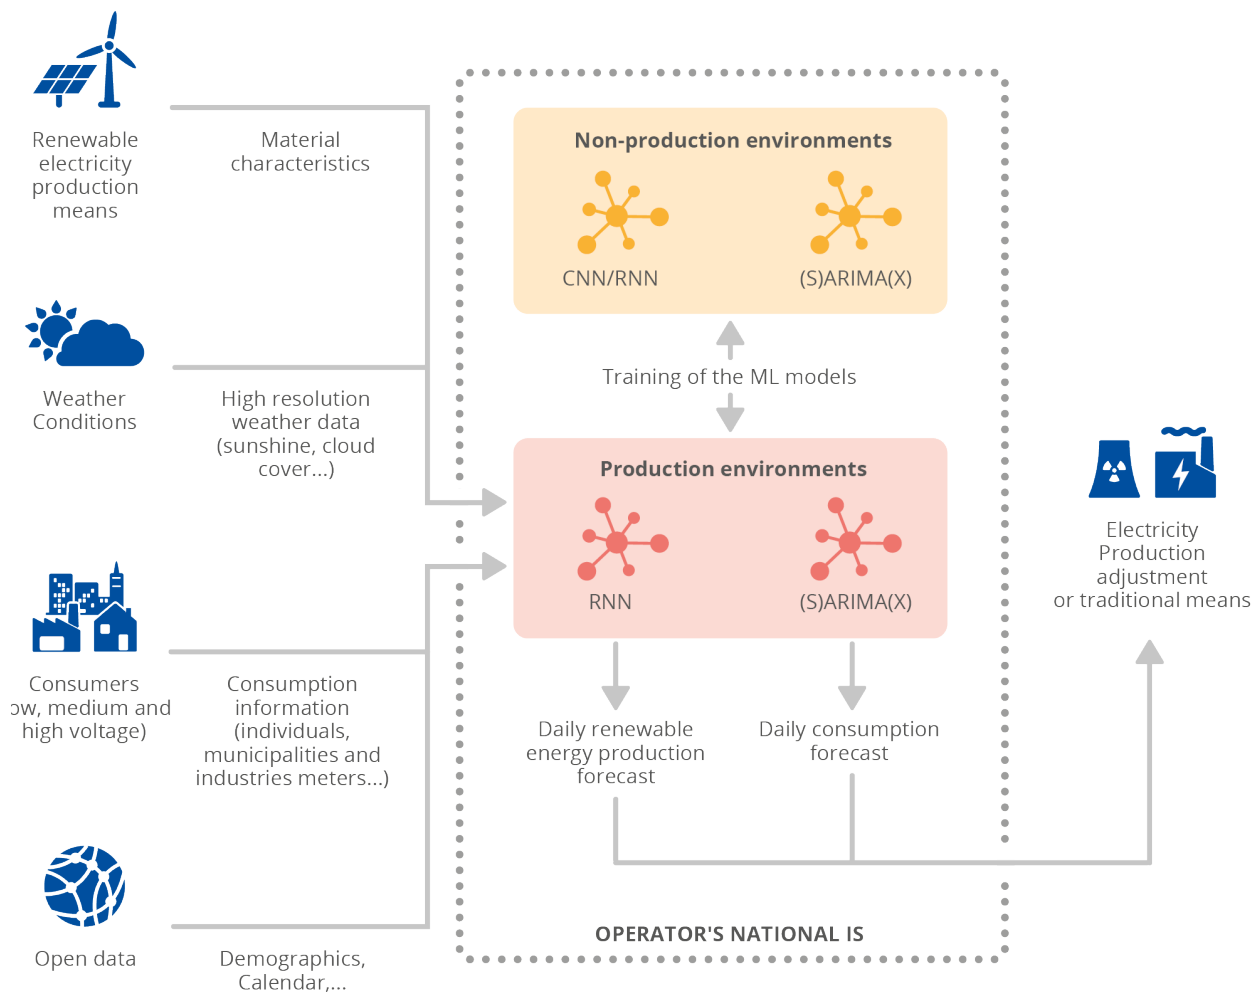 Renewable
electricity
production
means
Material
characteristics
Weather
Conditions
High resolution
weather data
(sunshine, cloud
cover...)
Consumers
ow, medium and
high voltage)
Consumption
information
(individuals,
municipalities and
industries meters...)
Open data
Demographics,
Calendar,...
Non-production environments
CNN/RNN
(S)ARIMA(X)
Training of the ML models
Production environments
RNN
(S)ARIMA(X)
Daily renewable
energy production
forecast
Daily consumption
forecast
OPERATOR'S NATIONAL IS
Electricity
Production
adjustment
or traditional means